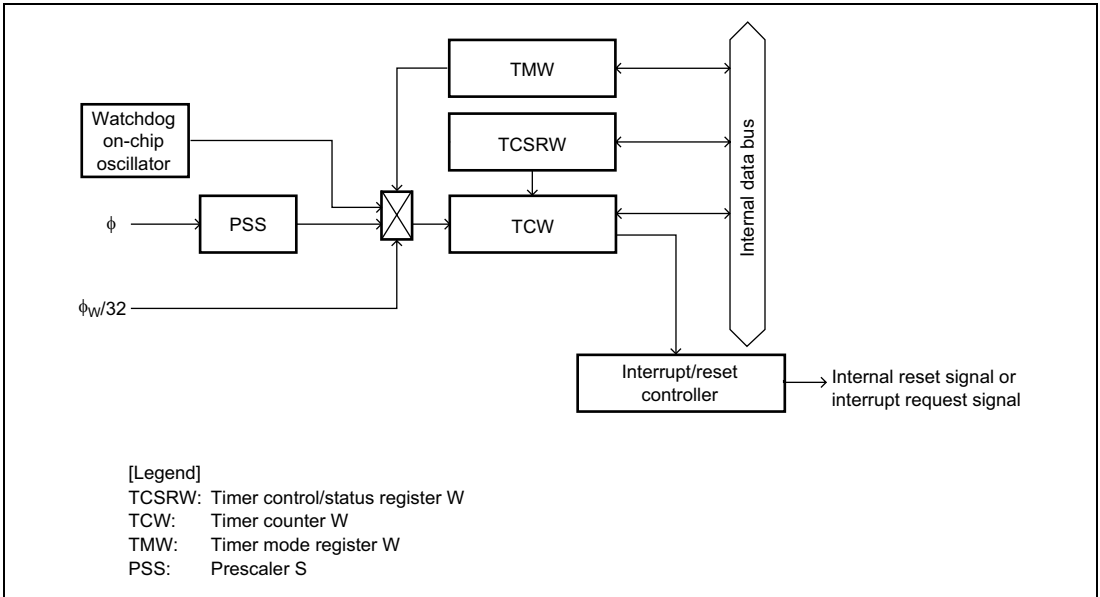 TMW
Watchdog
on-chip
oscillator
TCSRW
Internal data bus
ϕ
PSS
TCW
ϕW/32
Interrupt/reset
controller
Internal reset signal or
interrupt request signal
[Legend]
TCSRW: Timer control/status register W
TCW: Timer counter W
TMW: Timer mode register W
PSS: Prescaler S